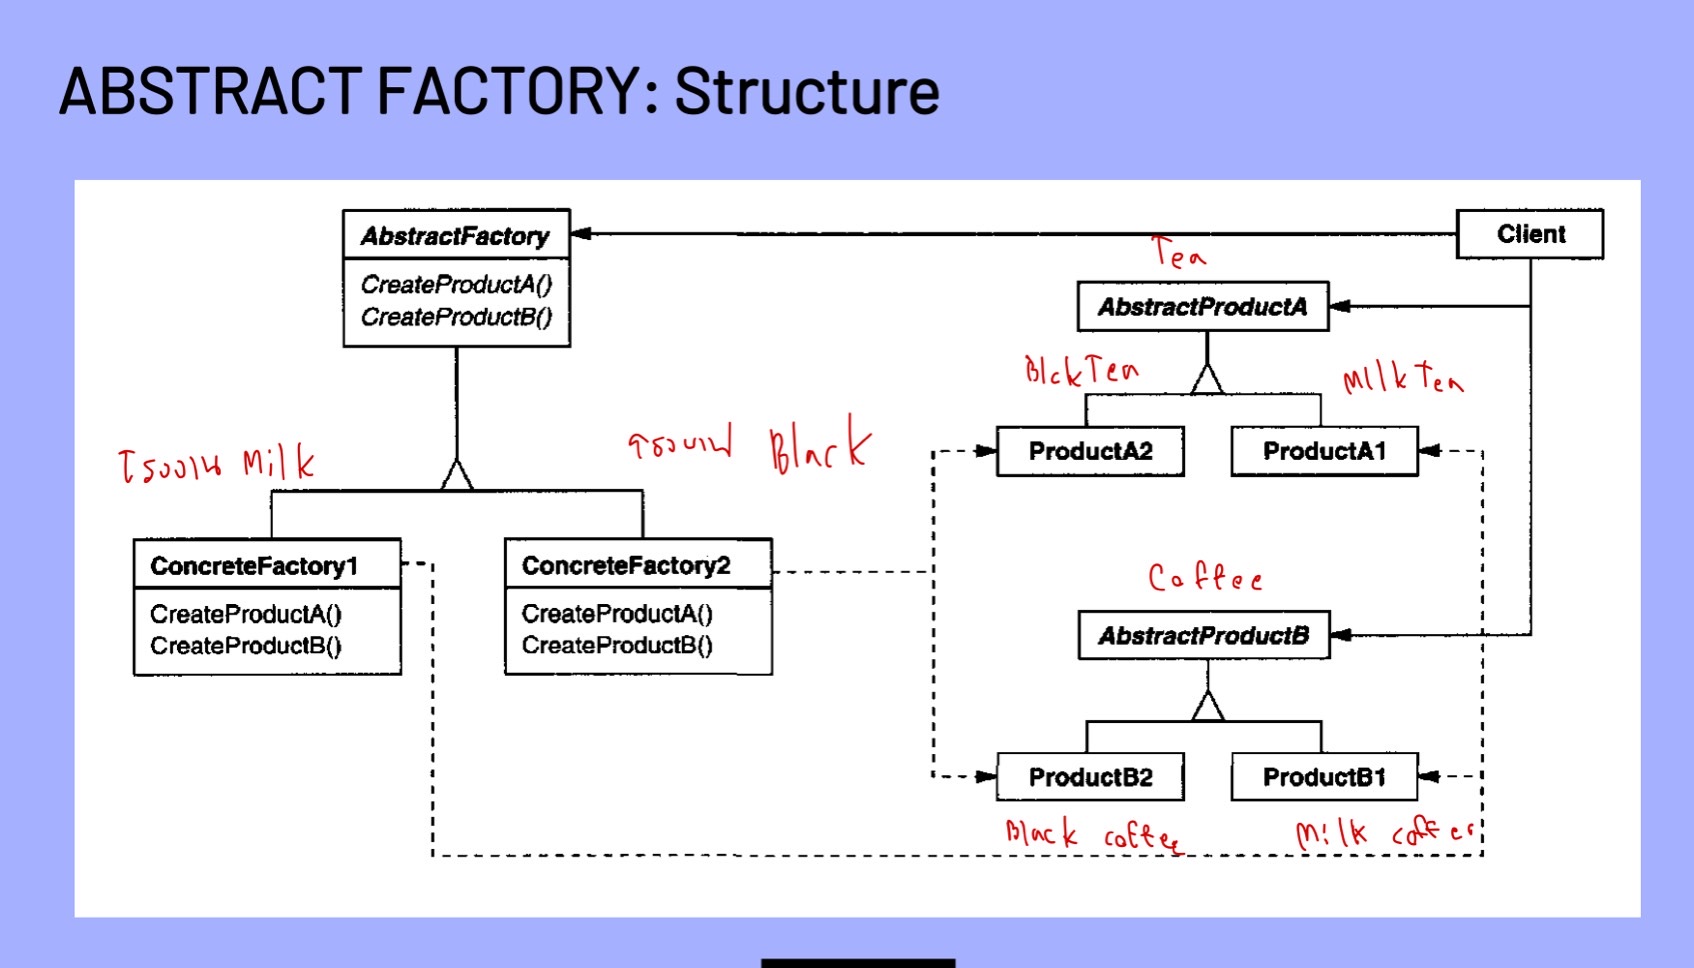 ABSTRACT FACTORY: Structure
AbstractFactory
CreateProductA()
CreateProductB()
Client
Tea
AbstractProductA
BlckTea
MilkTea
ProductA2
ProductA1
โรงงาน Milk
โรงงาน Black
ConcreteFactory1
CreateProductA()
CreateProductB()
ConcreteFactory2
CreateProductA()
CreateProductB()
Coffee
AbstractProductB
ProductB2
ProductB1
Black coffee
Milk coffee